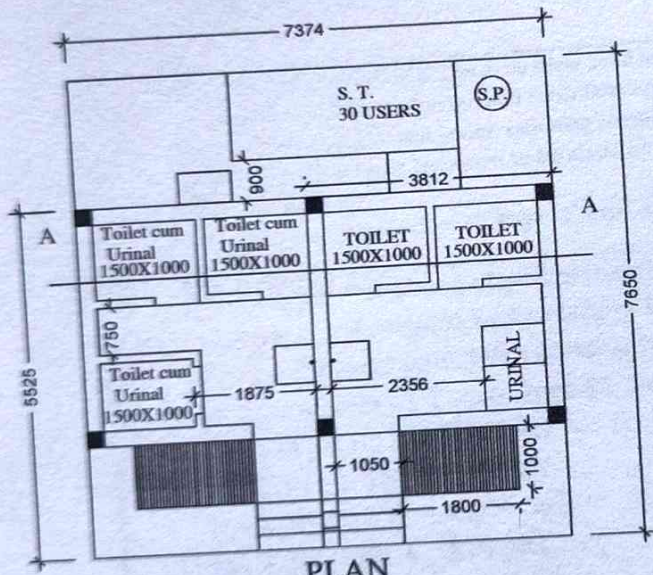 7374
S. T.
30 USERS
S.P.
900
3812
A
A
Toilet cum
Urinal
1500X1000
Toilet cum
Urinal
1500X1000
TOILET
1500X1000
TOILET
1500X1000
7650
5525
750
Toilet cum
Urinal
1500X1000
1875
2356
URINAL
1050
1000
1800
PLAN